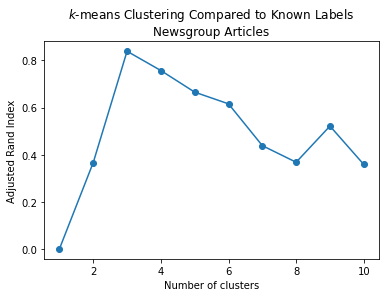 k-means Clustering Compared to Known Labels
Newsgroup Articles
Adjusted Rand Index
0.8
0.6
0.4
0.2
0.0
2 4 6 8 10
Number of clusters